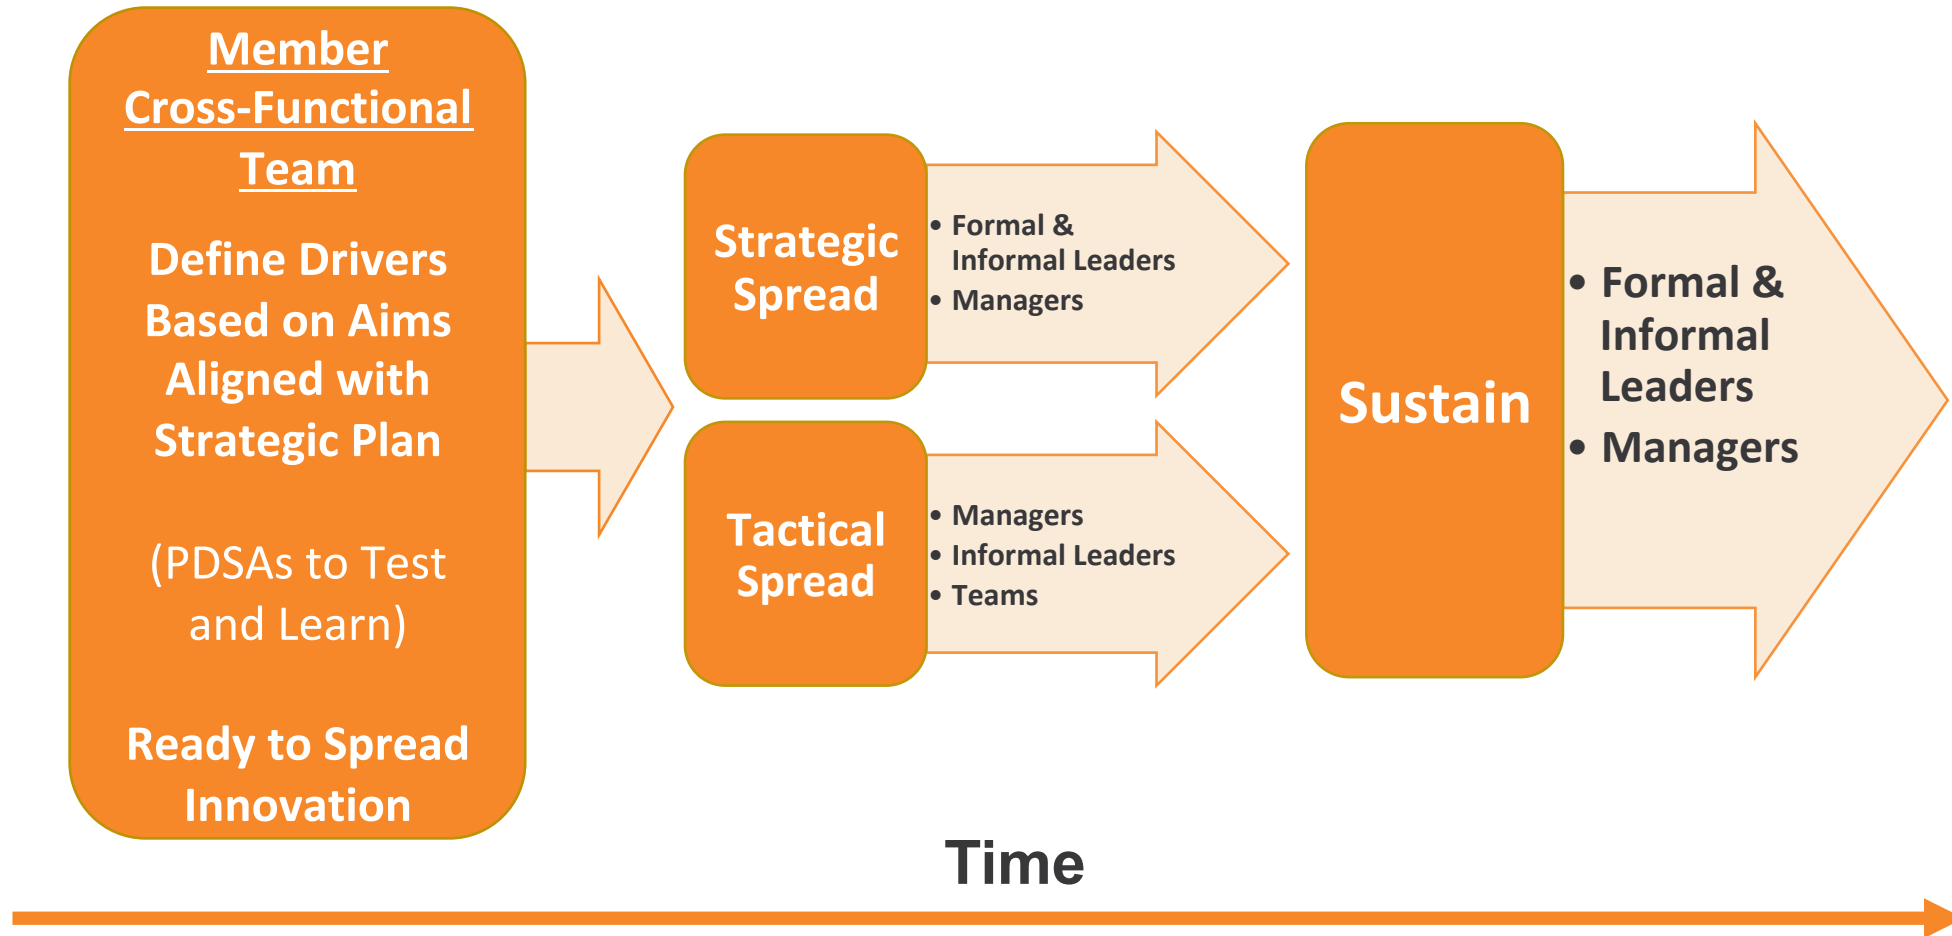 Member
Cross-Functional
Team
Define Drivers
Based on Aims
Aligned with
Strategic Plan
(PDSAs to Test
and Learn)
Ready to Spread
Innovation
Strategic
Spread
• Formal &
Informal Leaders
• Managers
Tactical
Spread
• Managers
• Informal Leaders
• Teams
Sustain
• Formal &
Informal
Leaders
• Managers
Time